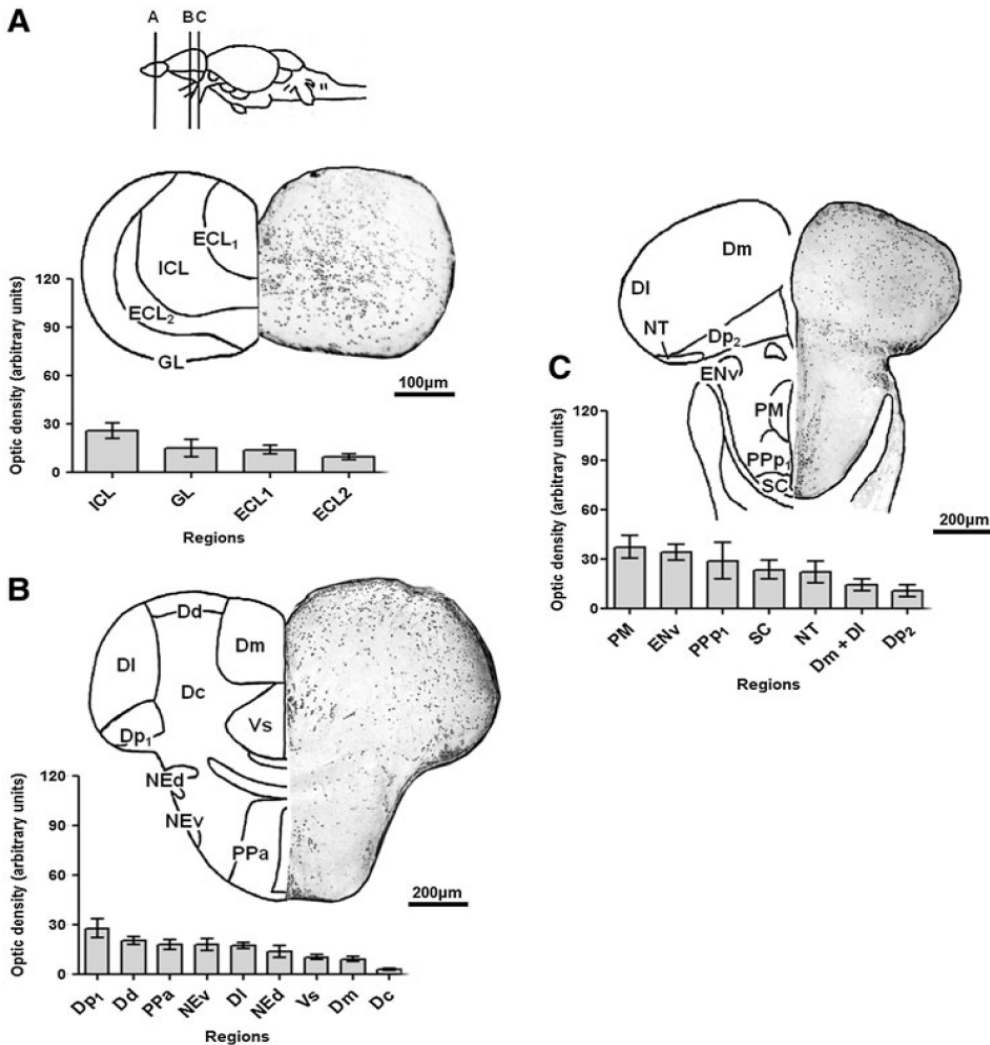 A
A B C
ECL1
ICL
ECL2
GL
100µm
Optic density (arbitrary units)
120
90
60
30
0
ICL GL ECL1 ECL2
Regions
B
Dd
Dm
Dl
Dc
Vs
Dp1
NEd
NEv
PPa
200µm
Optic density (arbitrary units)
120
90
60
30
0
Dp1 Dd PPa NEv Dl NEd Vs Dm Dc
Regions
C
Dm
Dl
NT
Dp2
ENv
PM
PPp1
SC
200µm
Optic density (arbitrary units)
120
90
60
30
0
PM ENv PPp1 SC NT Dm + Dl Dp2
Regions